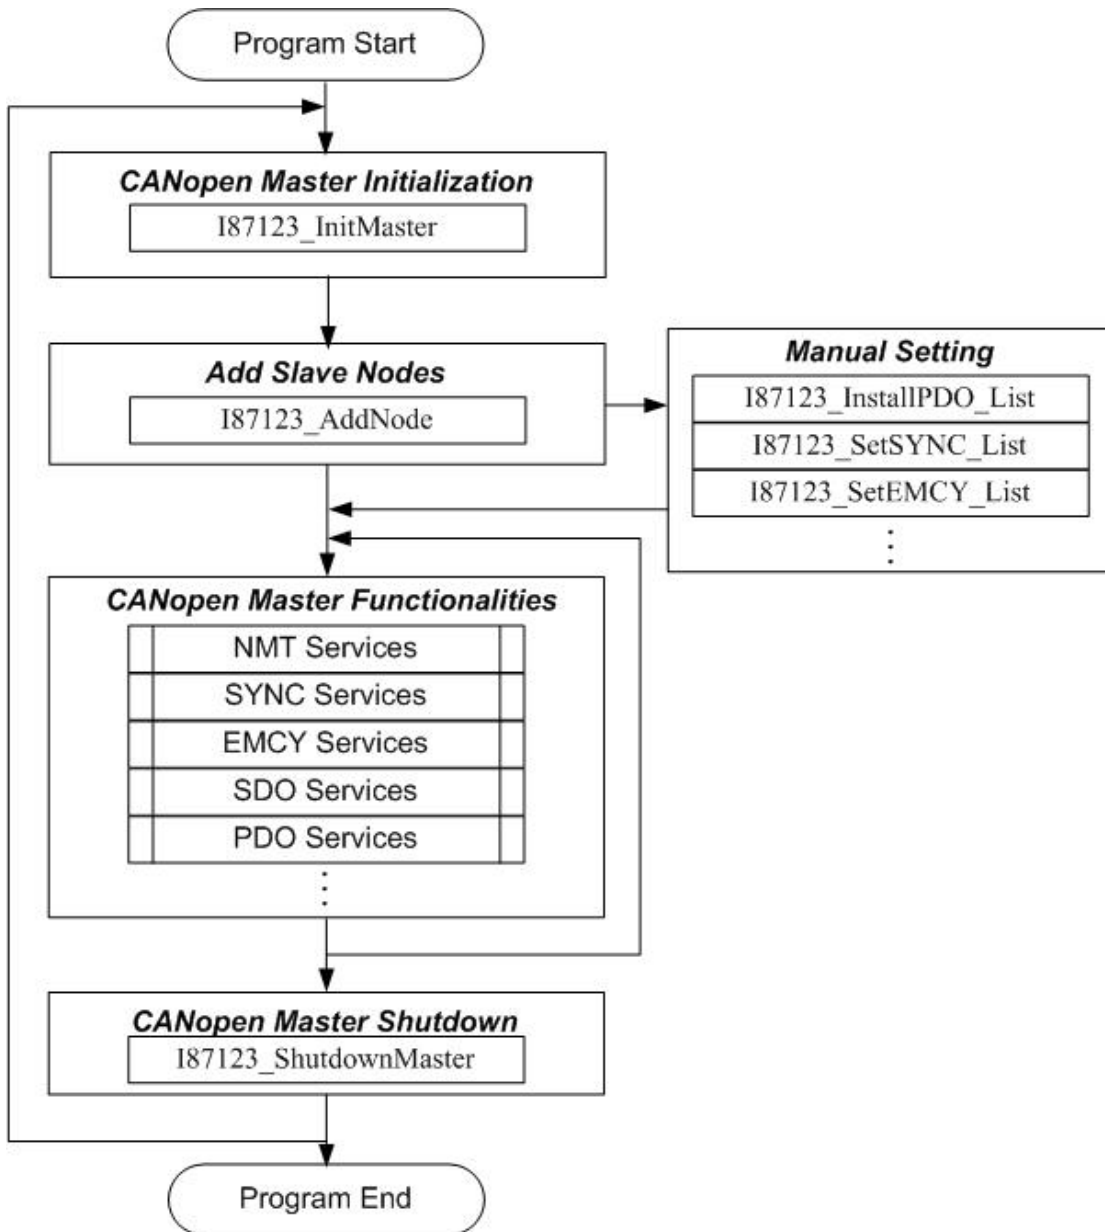 Program Start
CANopen Master Initialization
I87123_InitMaster
Add Slave Nodes
I87123_AddNode
Manual Setting
I87123_InstallPDO_List
I87123_SetSYNC_List
I87123_SetEMCY_List
⋮
CANopen Master Functionalities
NMT Services
SYNC Services
EMCY Services
SDO Services
PDO Services
⋮
CANopen Master Shutdown
I87123_ShutdownMaster
Program End